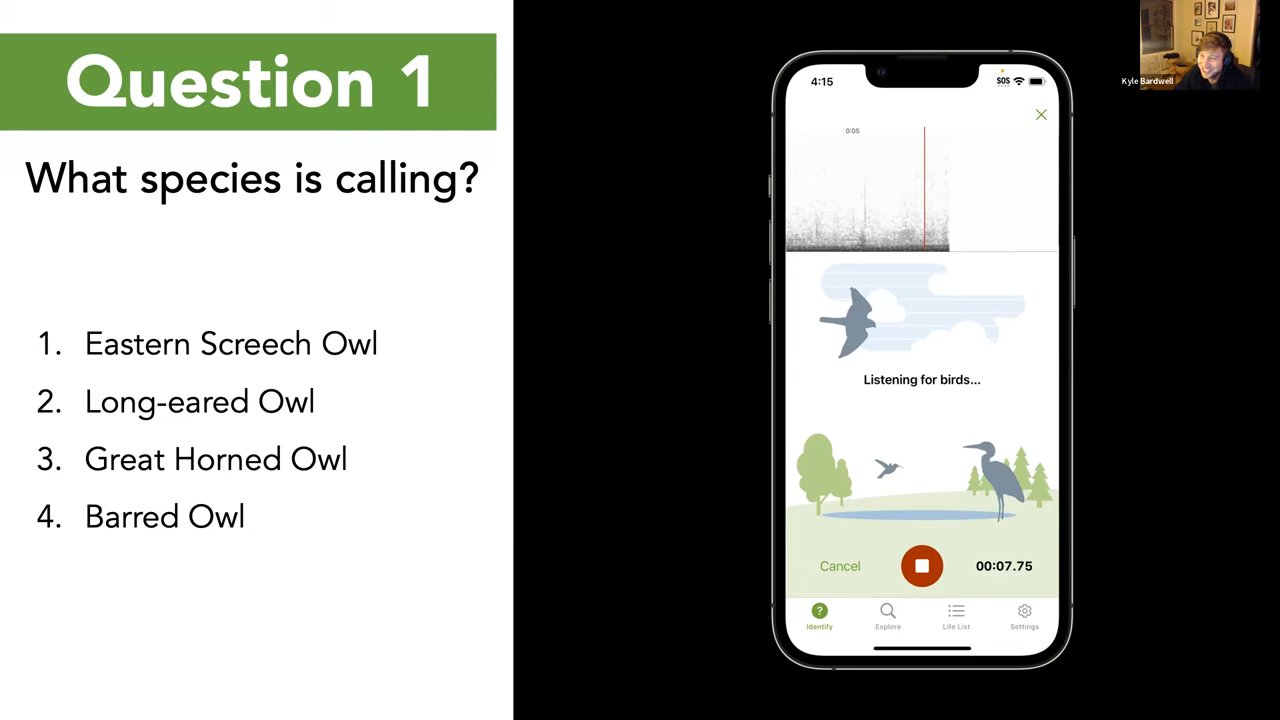 Question 1
What species is calling?
1. Eastern Screech Owl
2. Long-eared Owl
3. Great Horned Owl
4. Barred Owl
4:15
SOS
0:05
Listening for birds...
Cancel
00:07.75
?
Identify
Explore
Life List
Settings
Kyle Bardwell